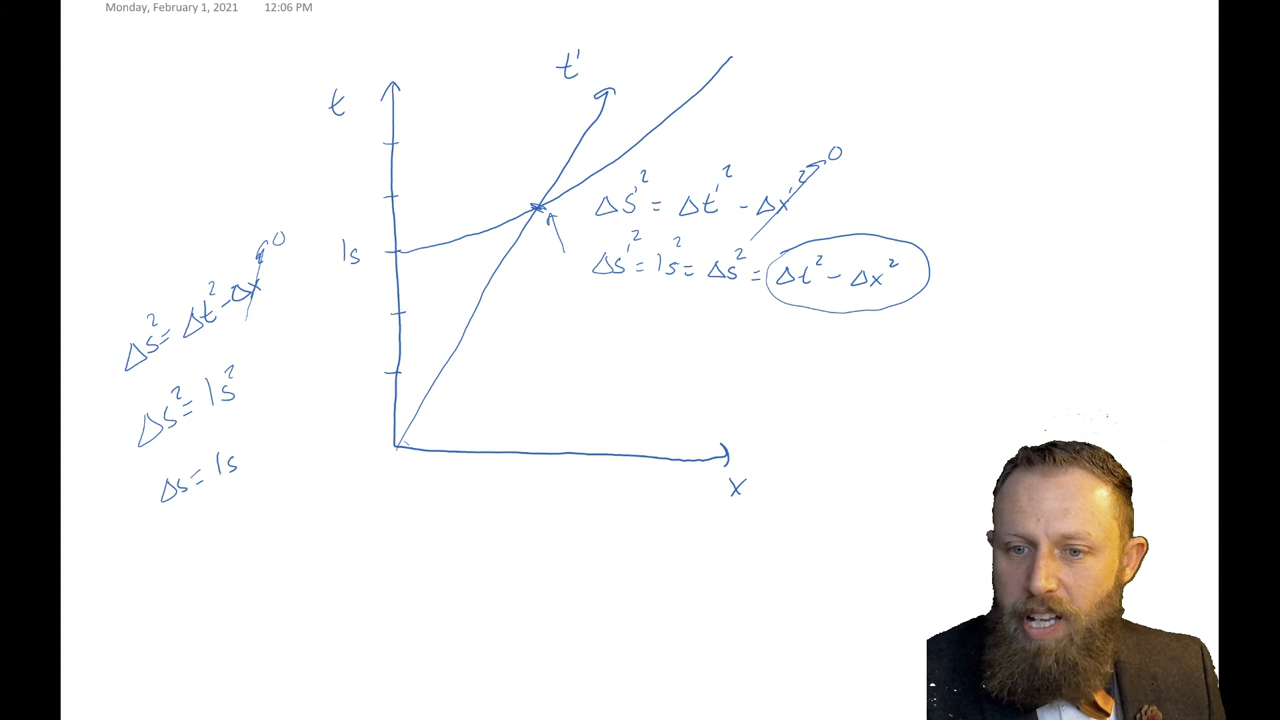 Monday, February 1, 2021 12:06 PM
t'
t
Δs'² = Δt'² - Δx'² 0
1s
Δs'² = 1s² = Δs² = Δt² - Δx²
Δs² = Δt² - Δx 0
Δs² = 1s²
Δs = 1s
x